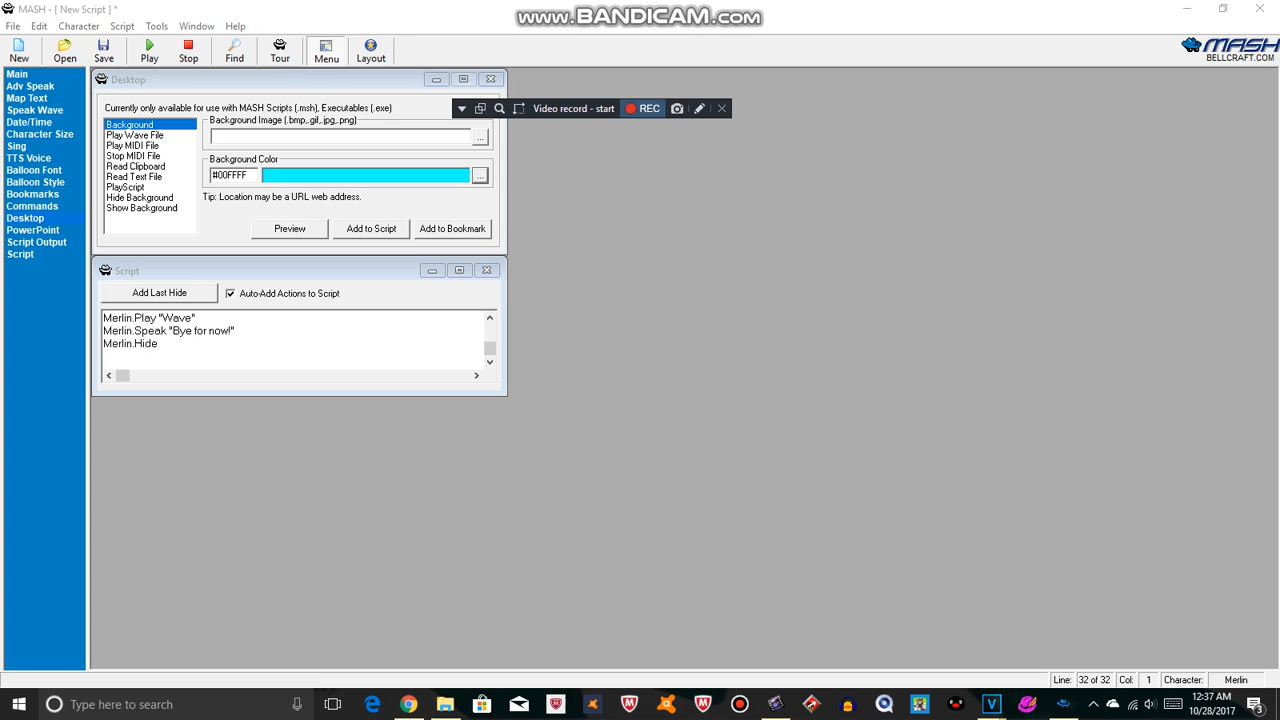 MASH - [ New Script ] *
www.BANDICAM.com
File Edit Character Script Tools Window Help
New Open Save Play Stop Find Tour Menu Layout
MASH
BELLCRAFT.COM
Main
Adv Speak
Map Text
Speak Wave
Date/Time
Character Size
Sing
TTS Voice
Balloon Font
Balloon Style
Bookmarks
Commands
Desktop
PowerPoint
Script Output
Script
Desktop
Currently only available for use with MASH Scripts (.msh), Executables (.exe)
Video record - start REC
Background
Play Wave File
Play MIDI File
Stop MIDI File
Read Clipboard
Read Text File
PlayScript
Hide Background
Show Background
Background Image (.bmp,.gif,.jpg,.png)
...
Background Color
#00FFFF ...
Tip: Location may be a URL web address.
Preview Add to Script Add to Bookmark
Script
Add Last Hide Auto-Add Actions to Script
Merlin.Play "Wave"
Merlin.Speak "Bye for now!"
Merlin.Hide
Line: 32 of 32 Col: 1 Character: Merlin
Type here to search
12:37 AM
10/28/2017
3